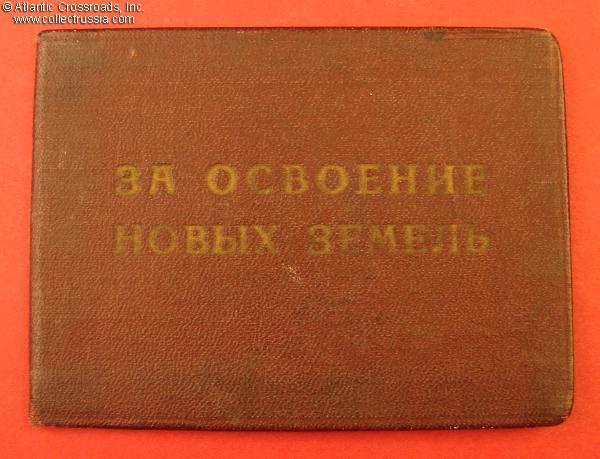 © Atlantic Crossroads, Inc.
www.collectrussia.com
ЗА ОСВОЕНИЕ
НОВЫХ ЗЕМЕЛЬ